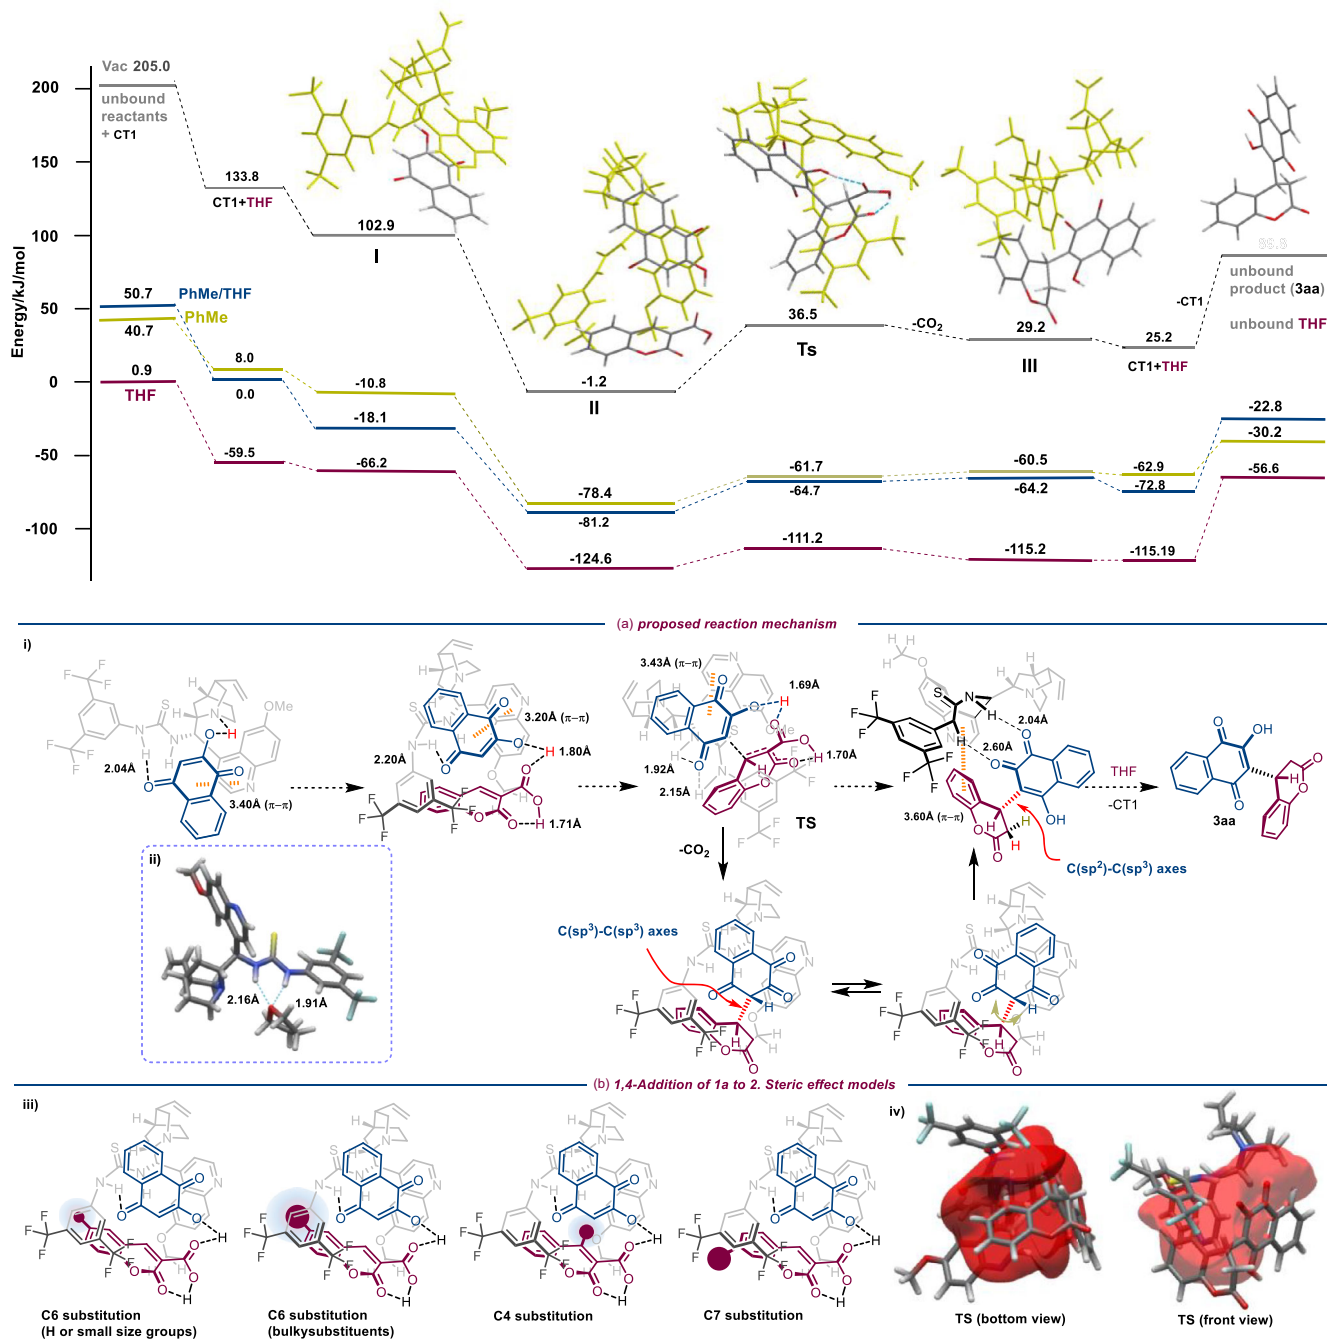 Energy/kJ/mol
200
150
100
50
0
-50
-100
Vac 205.0
unbound
reactants
+ CT1
133.8
CT1+THF
102.9
I
-1.2
II
36.5
Ts
-CO2
29.2
III
25.2
CT1+THF
-CT1
89.8
unbound
product (3aa)
unbound THF
50.7
PhMe/THF
40.7
PhMe
0.9
THF
8.0
0.0
-59.5
-10.8
-18.1
-66.2
-78.4
-81.2
-124.6
-61.7
-64.7
-111.2
-60.5
-64.2
-115.2
-62.9
-72.8
-115.19
-22.8
-30.2
-56.6
(a) proposed reaction mechanism
i)
2.04Å
3.40Å (π−π)
OMe
2.20Å
3.20Å (π−π)
1.80Å
1.71Å
3.43Å (π−π)
1.69Å
1.92Å
2.15Å
1.70Å
TS
-CO2
2.04Å
2.60Å
3.60Å (π-π)
THF
-CT1
3aa
C(sp2)-C(sp3) axes
C(sp3)-C(sp3) axes
ii)
2.16Å
1.91Å
(b) 1,4-Addition of 1a to 2. Steric effect models
iii)
C6 substitution
(H or small size groups)
C6 substitution
(bulkysubstituents)
C4 substitution
C7 substitution
iv)
TS (bottom view)
TS (front view)